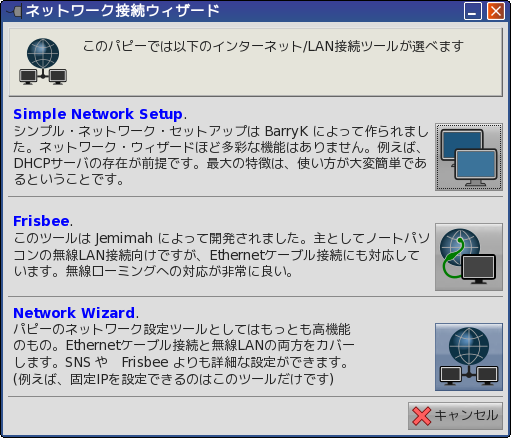 ネットワーク接続ウィザード
このパピーでは以下のインターネット/LAN接続ツールが選べます
Simple Network Setup.
シンプル・ネットワーク・セットアップは BarryK によって作られまし
た。ネットワーク・ウィザードほど多彩な機能はありません。例えば、
DHCPサーバの存在が前提です。最大の特徴は、使い方が大変簡単であ
るということです。
Frisbee.
このツールは Jemimah によって開発されました。主としてノートパソ
コンの無線LAN接続向けですが、Ethernetケーブル接続にも対応して
います。無線ローミングへの対応が非常に良い。
Network Wizard.
パピーのネットワーク設定ツールとしてはもっとも高機能
のもの。Ethernetケーブル接続と無線LANの両方をカバー
します。SNS や　Frisbee よりも詳細な設定ができます。
(例えば、固定IPを設定できるのはこのツールだけです)
キャンセル